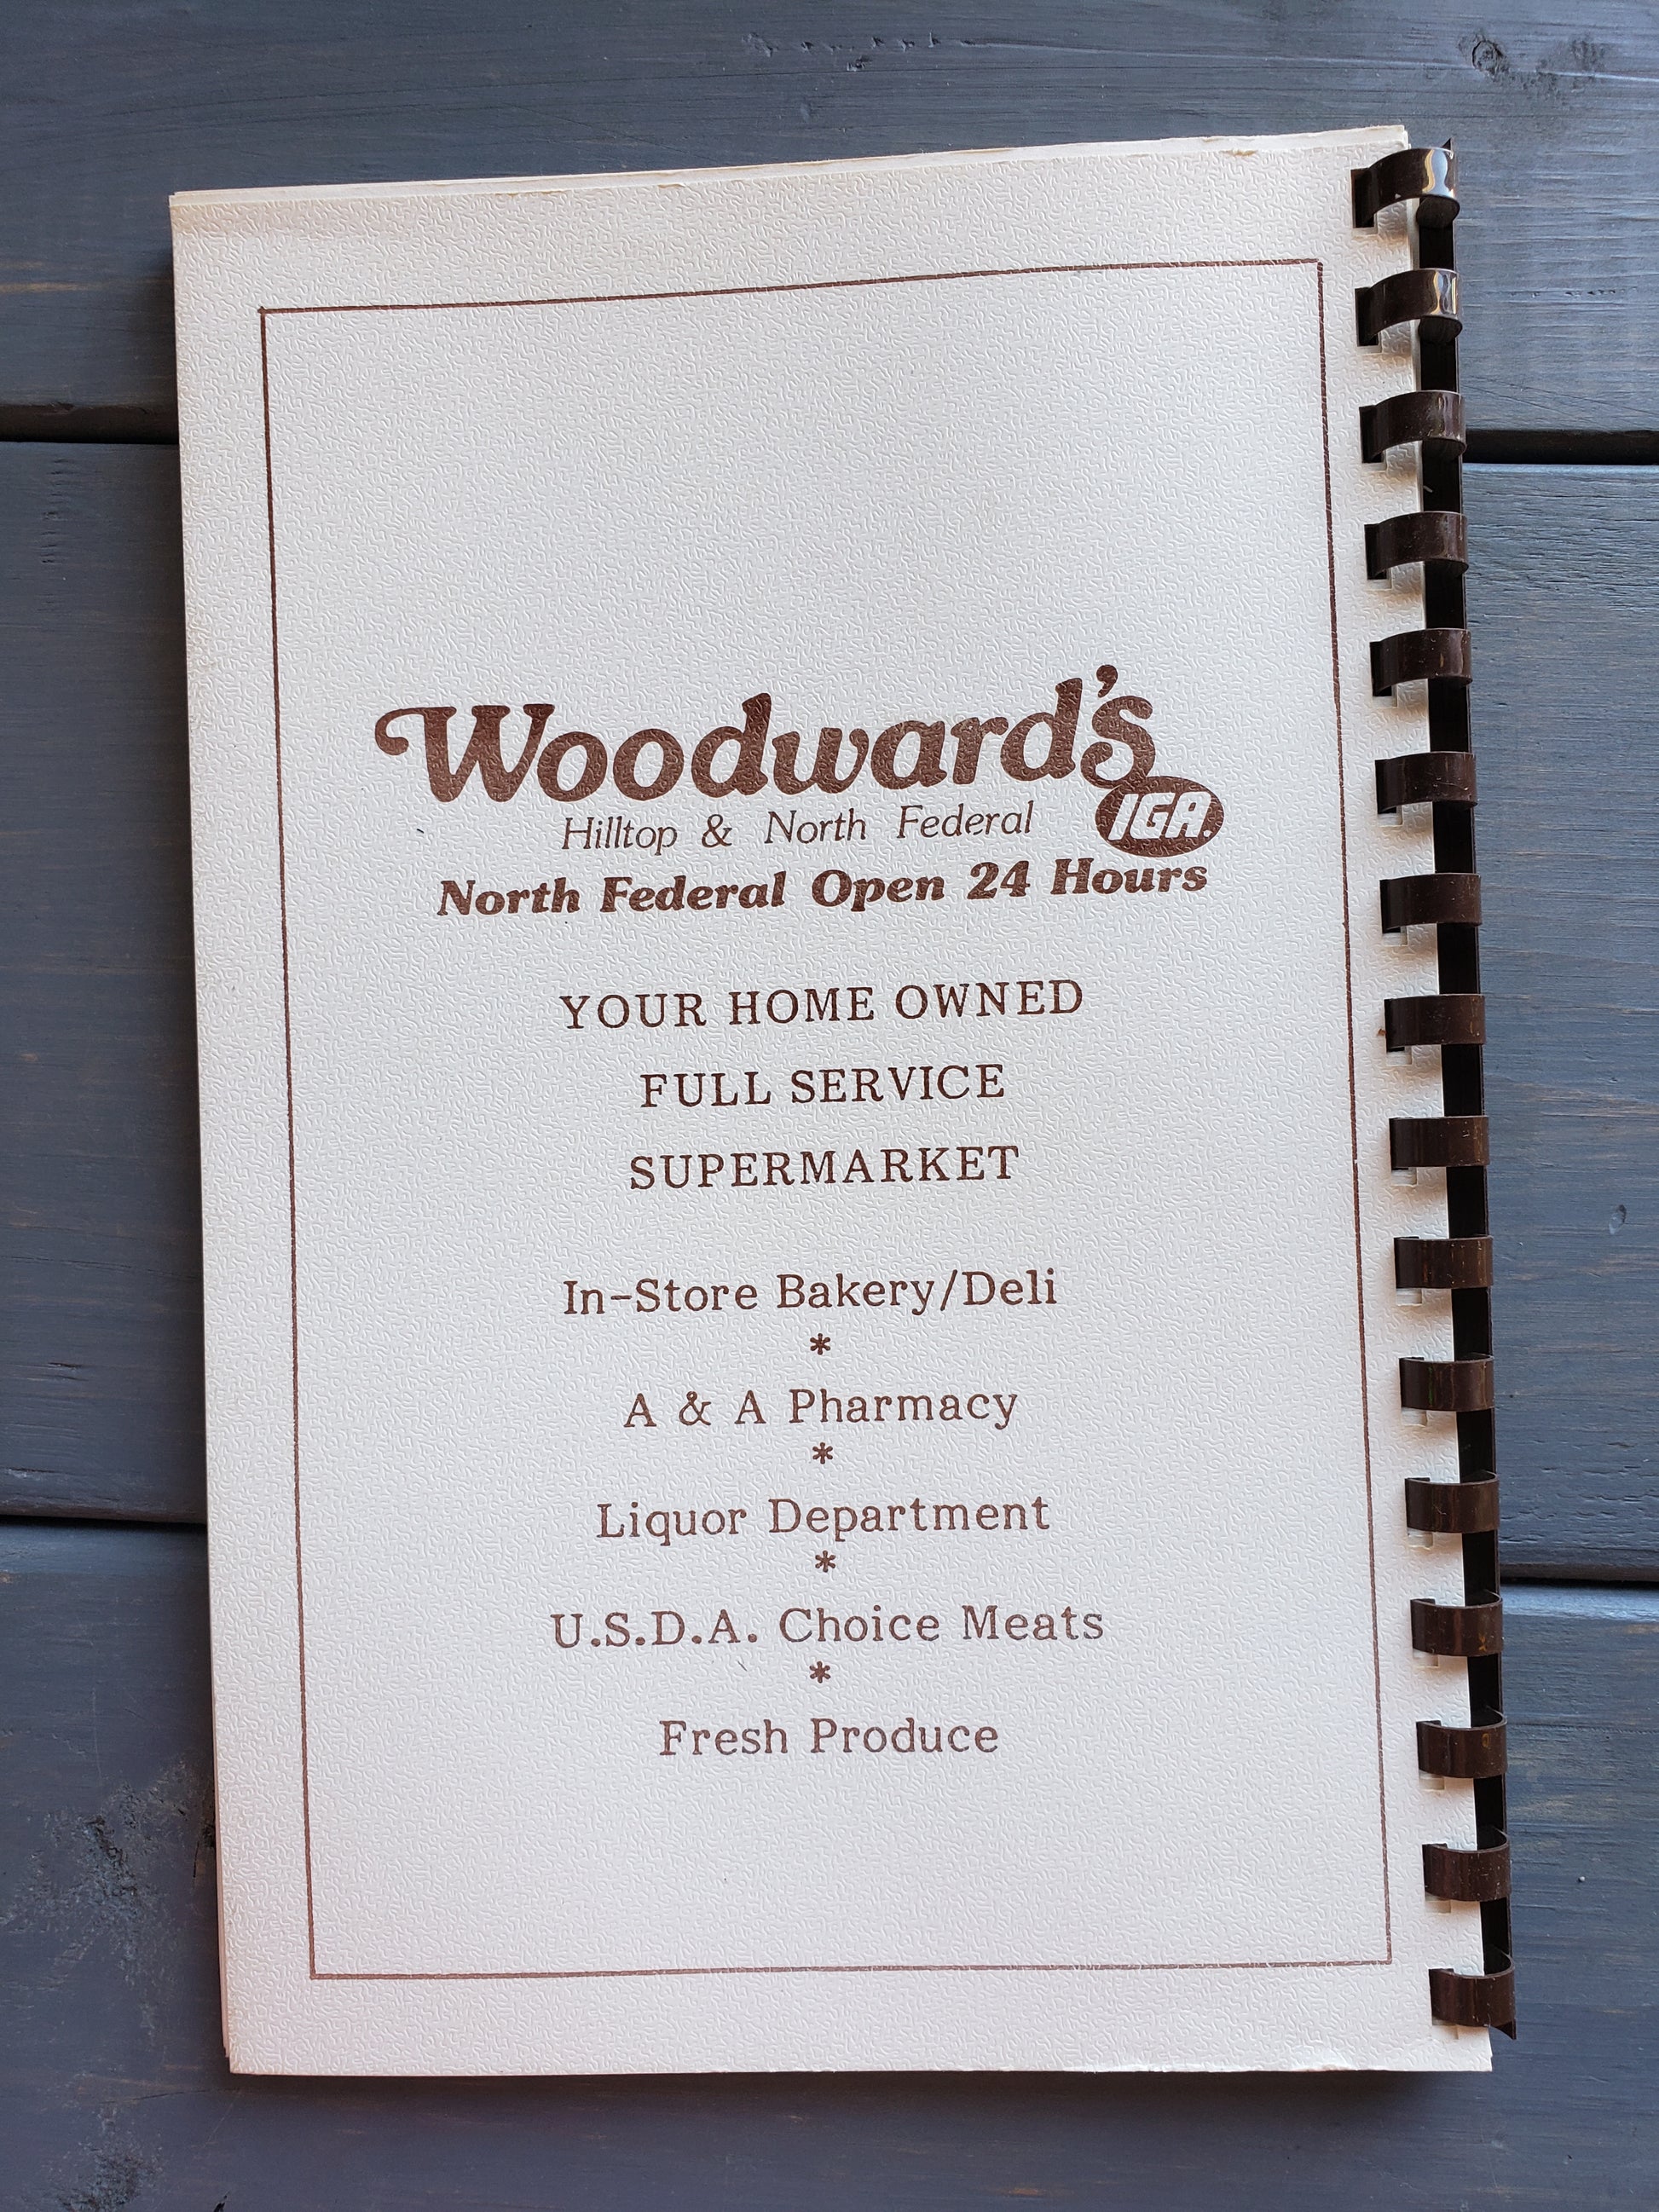 Woodward's
IGA.
Hilltop & North Federal
North Federal Open 24 Hours
YOUR HOME OWNED
FULL SERVICE
SUPERMARKET
In-Store Bakery/Deli
*
A & A Pharmacy
*
Liquor Department
*
U.S.D.A. Choice Meats
*
Fresh Produce